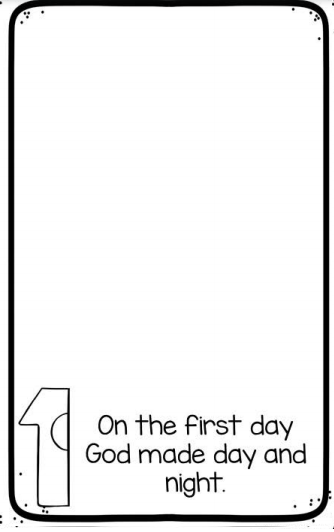 1
On the first day
God made day and
night.